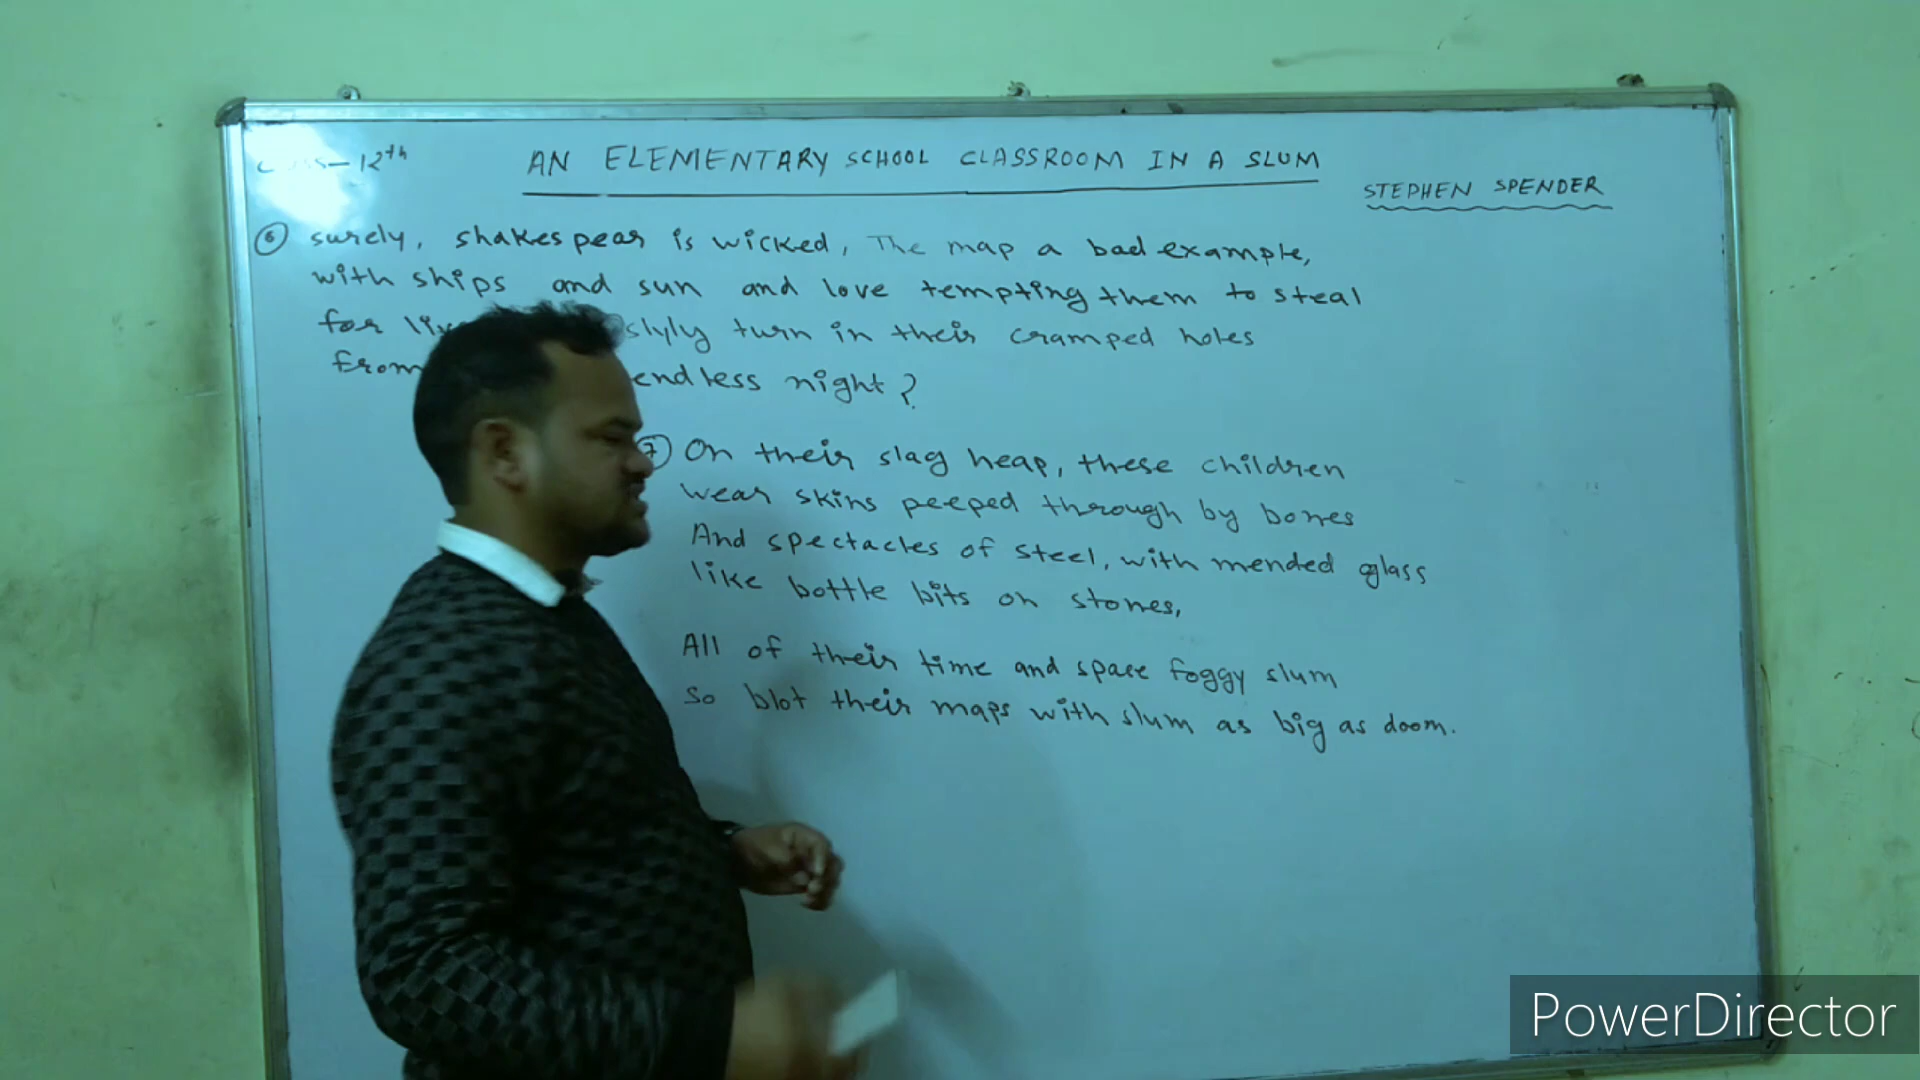 CLASS-12th
AN ELEMENTARY SCHOOL CLASSROOM IN A SLUM
STEPHEN SPENDER
6 surely, shakespear is wicked, The map a bad example,
with ships and sun and love tempting them to steal
for slyly turn in their cramped holes
from endless night?
7 On their slag heap, these children
wear skins peeped through by bones
And spectacles of steel, with mended glass
like bottle bits on stones,
All of their time and space foggy slum
So blot their maps with slum as big as doom.
PowerDirector